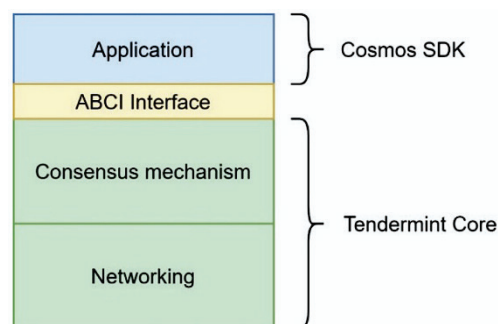 Application
Cosmos SDK
ABCI Interface
Consensus mechanism
Tendermint Core
Networking